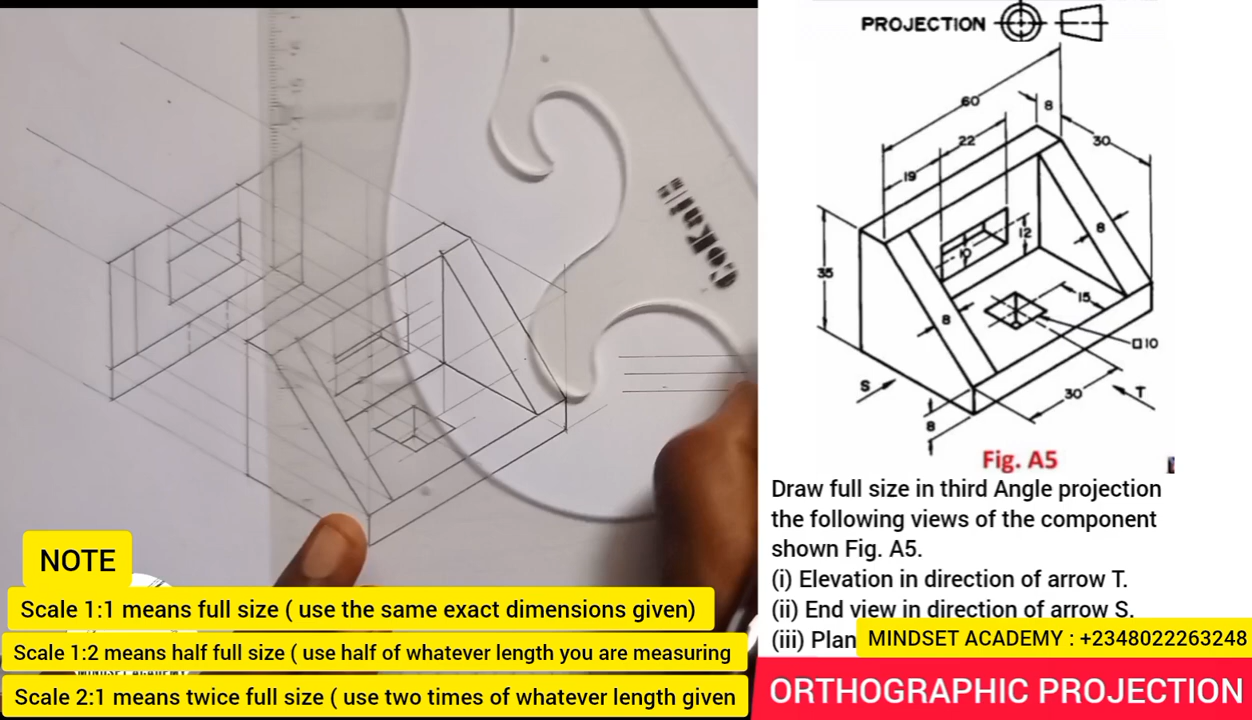 PROJECTION
60
8
22
30
19
12
8
10
35
15
8
□10
S
30
T
8
Fig. A5
Draw full size in third Angle projection
the following views of the component
shown Fig. A5.
(i) Elevation in direction of arrow T.
(ii) End view in direction of arrow S.
(iii) Plan
MINDSET ACADEMY : +2348022263248
ORTHOGRAPHIC PROJECTION
NOTE
Scale 1:1 means full size ( use the same exact dimensions given)
Scale 1:2 means half full size ( use half of whatever length you are measuring
Scale 2:1 means twice full size ( use two times of whatever length given